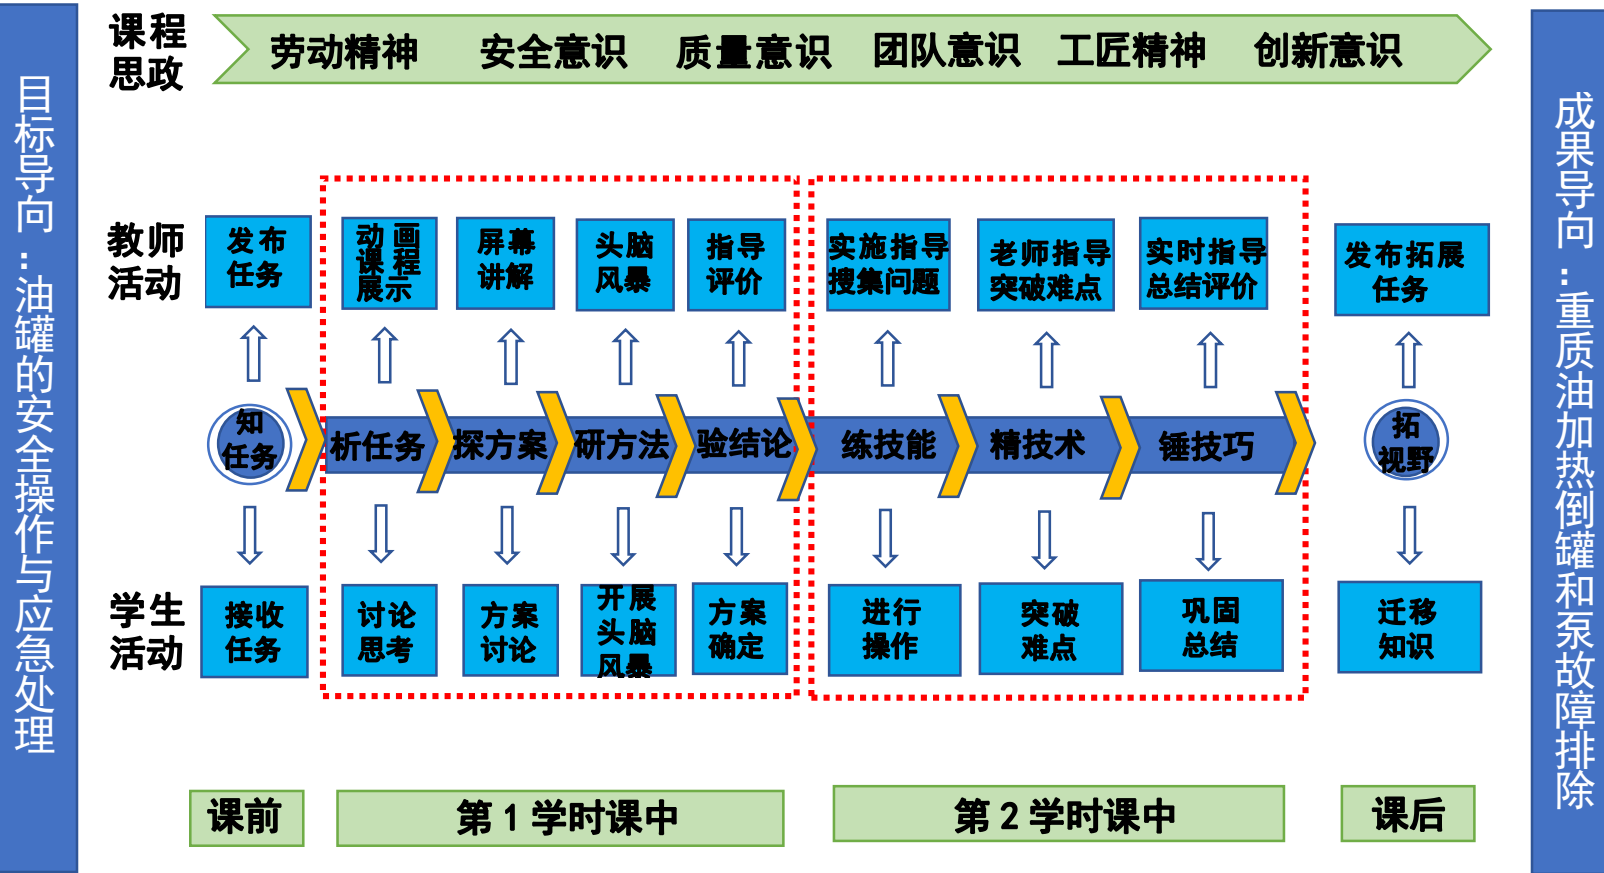 目标导向：油罐的安全操作与应急处理
课程
思政
劳动精神 安全意识 质量意识 团队意识 工匠精神 创新意识
教师
活动
发布
任务
动画
课程
展示
屏幕
讲解
头脑
风暴
指导
评价
实施指导
搜集问题
老师指导
突破难点
实时指导
总结评价
发布拓展
任务
知
任务
析任务
探方案
研方法
验结论
练技能
精技术
锤技巧
拓
视野
学生
活动
接收
任务
讨论
思考
方案
讨论
开展
头脑
风暴
方案
确定
进行
操作
突破
难点
巩固
总结
迁移
知识
课前
第1学时课中
第2学时课中
课后
成果导向：重质油加热倒罐和泵故障排除